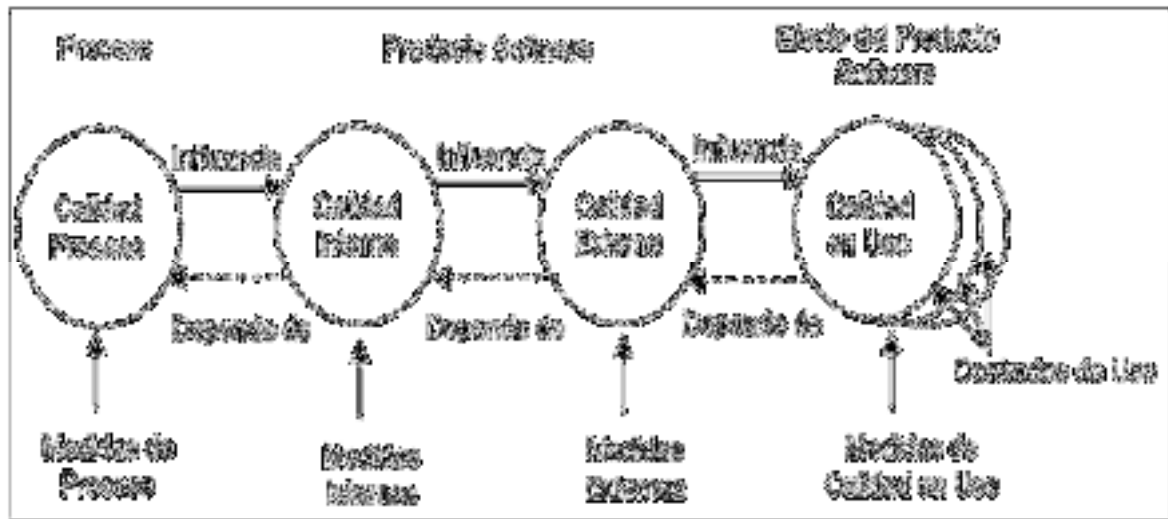 Proceso
Producto Software
Efecto del Producto
Software
Influencia
Influencia
Influencia
Calidad
Proceso
Calidad
Interna
Calidad
Externa
Calidad
en Uso
Depende de
Depende de
Depende de
Contextos de Uso
Medidas de
Proceso
Medidas
Internas
Medidas
Externas
Medidas de
Calidad en Uso